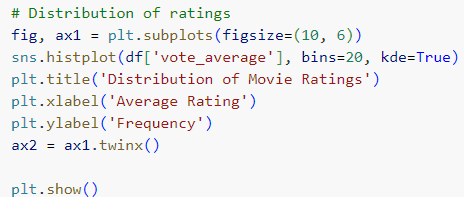 # Distribution of ratings
fig, ax1 = plt.subplots(figsize=(10, 6))
sns.histplot(df['vote_average'], bins=20, kde=True)
plt.title('Distribution of Movie Ratings')
plt.xlabel('Average Rating')
plt.ylabel('Frequency')
ax2 = ax1.twinx()
plt.show()